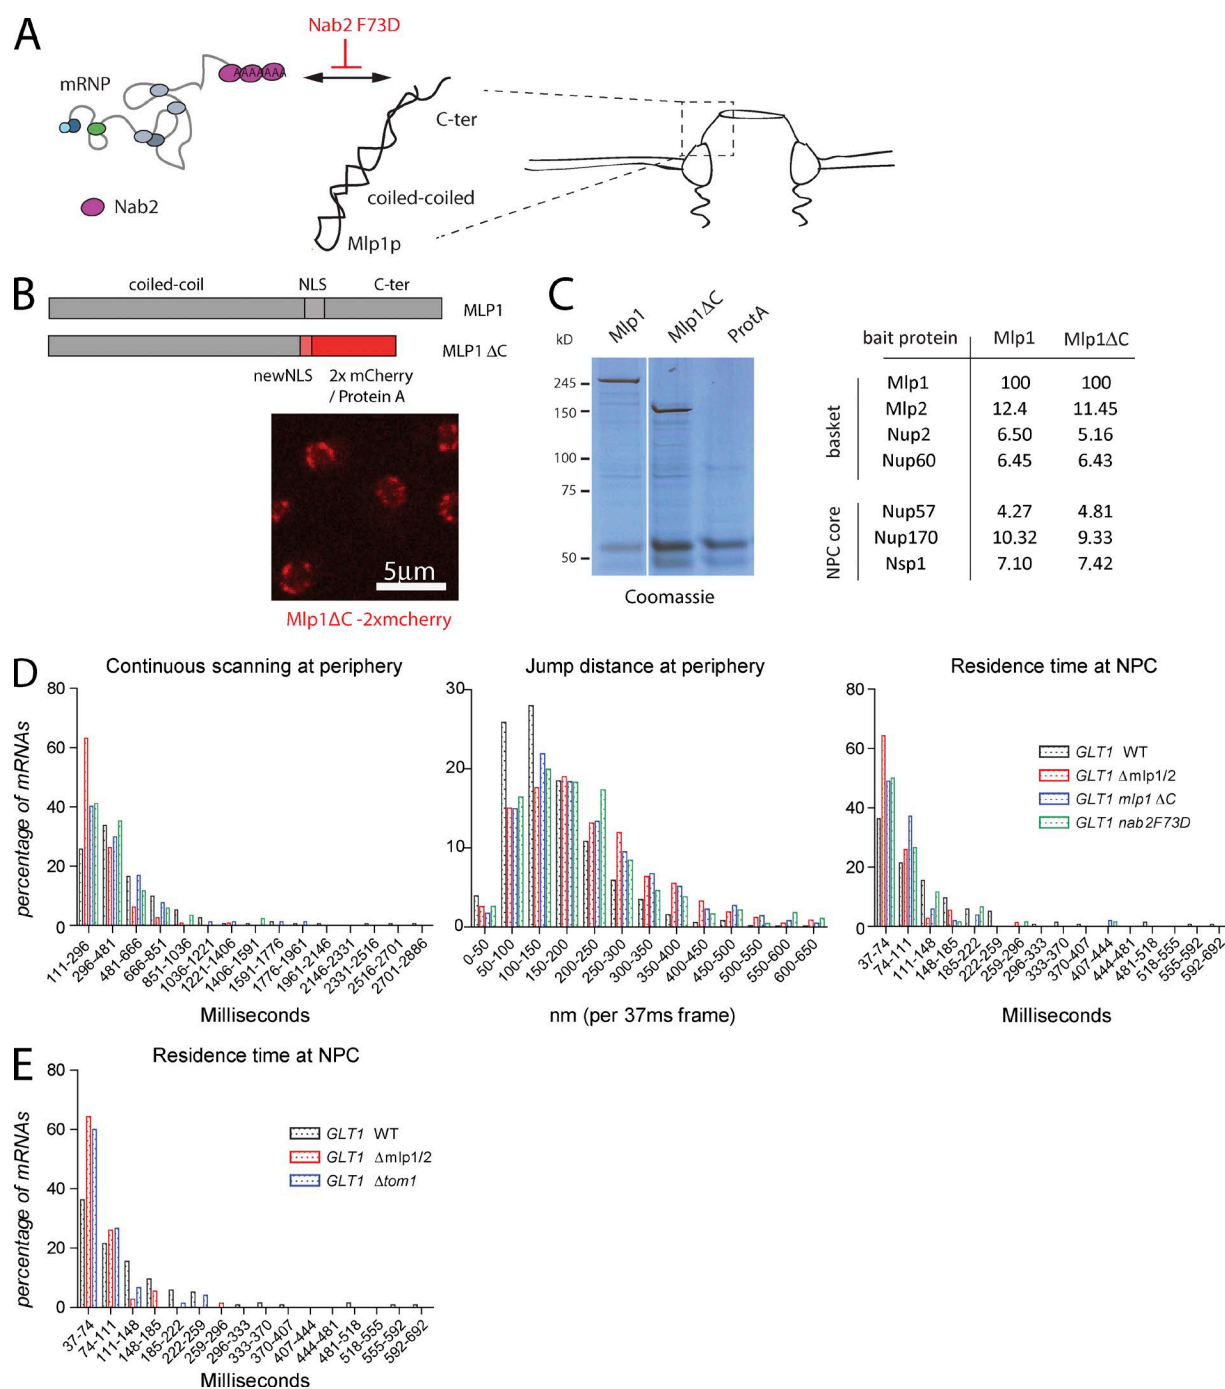 A
Nab2 F73D
mRNP
AAAAAAA
C-ter
coiled-coiled
Nab2
Mlp1p
B
coiled-coil NLS C-ter
MLP1
MLP1 ΔC
newNLS 2x mCherry
/ Protein A
5µm
Mlp1ΔC -2xmcherry
C
kD Mlp1 Mlp1ΔC ProtA
245
150
100
75
50
Coomassie
bait protein Mlp1 Mlp1ΔC
basket
Mlp1 100 100
Mlp2 12.4 11.45
Nup2 6.50 5.16
Nup60 6.45 6.43
NPC core
Nup57 4.27 4.81
Nup170 10.32 9.33
Nsp1 7.10 7.42
D
Continuous scanning at periphery
percentage of mRNAs
80
60
40
20
0
111-296
296-481
481-666
666-851
851-1036
1036-1221
1221-1406
1406-1591
1591-1776
1776-1961
1961-2146
2146-2331
2331-2516
2516-2701
2701-2886
Milliseconds
Jump distance at periphery
30
20
10
0
0-50
50-100
100-150
150-200
200-250
250-300
300-350
350-400
400-450
450-500
500-550
550-600
600-650
nm (per 37ms frame)
Residence time at NPC
80
60
40
20
0
GLT1 WT
GLT1 Δmlp1/2
GLT1 mlp1 ΔC
GLT1 nab2F73D
37-74
74-111
111-148
148-185
185-222
222-259
259-296
296-333
333-370
370-407
407-444
444-481
481-518
518-555
555-592
592-692
Milliseconds
E
Residence time at NPC
percentage of mRNAs
80
60
40
20
0
GLT1 WT
GLT1 Δmlp1/2
GLT1 Δtom1
37-74
74-111
111-148
148-185
185-222
222-259
259-296
296-333
333-370
370-407
407-444
444-481
481-518
518-555
555-592
592-692
Milliseconds